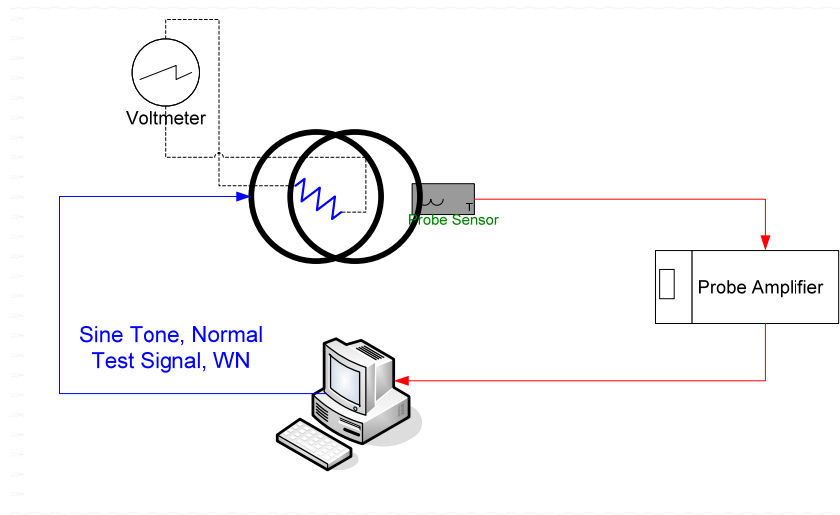 Voltmeter
T
Probe Sensor
Probe Amplifier
Sine Tone, Normal
Test Signal, WN